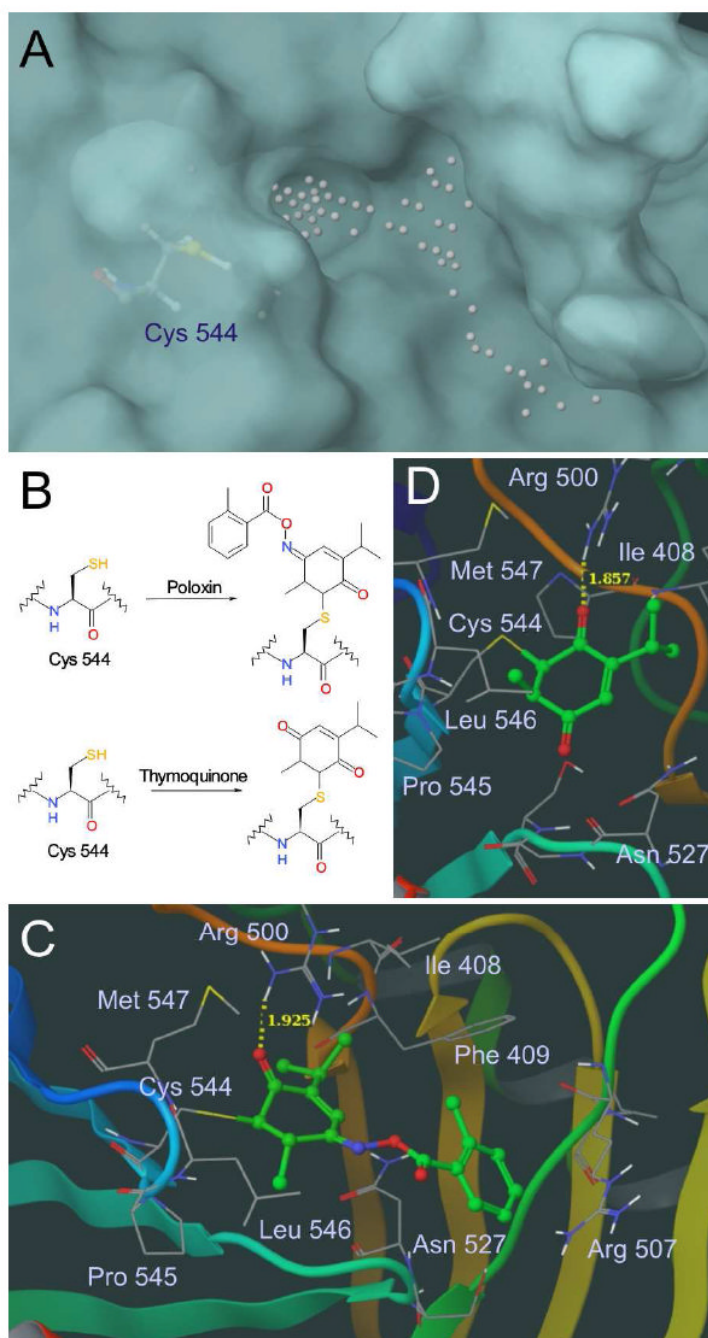 A
Cys 544
B
O
O
N
O
SH
N
H
O
Cys 544
Poloxin
S
N
H
O
SH
N
H
O
Cys 544
Thymoquinone
O
O
S
N
H
O
D
Arg 500
Ile 408
Met 547
1.857
Cys 544
Leu 546
Pro 545
Asn 527
C
Arg 500
Ile 408
Met 547
1.925
Phe 409
Cys 544
Leu 546
Asn 527
Pro 545
Arg 507